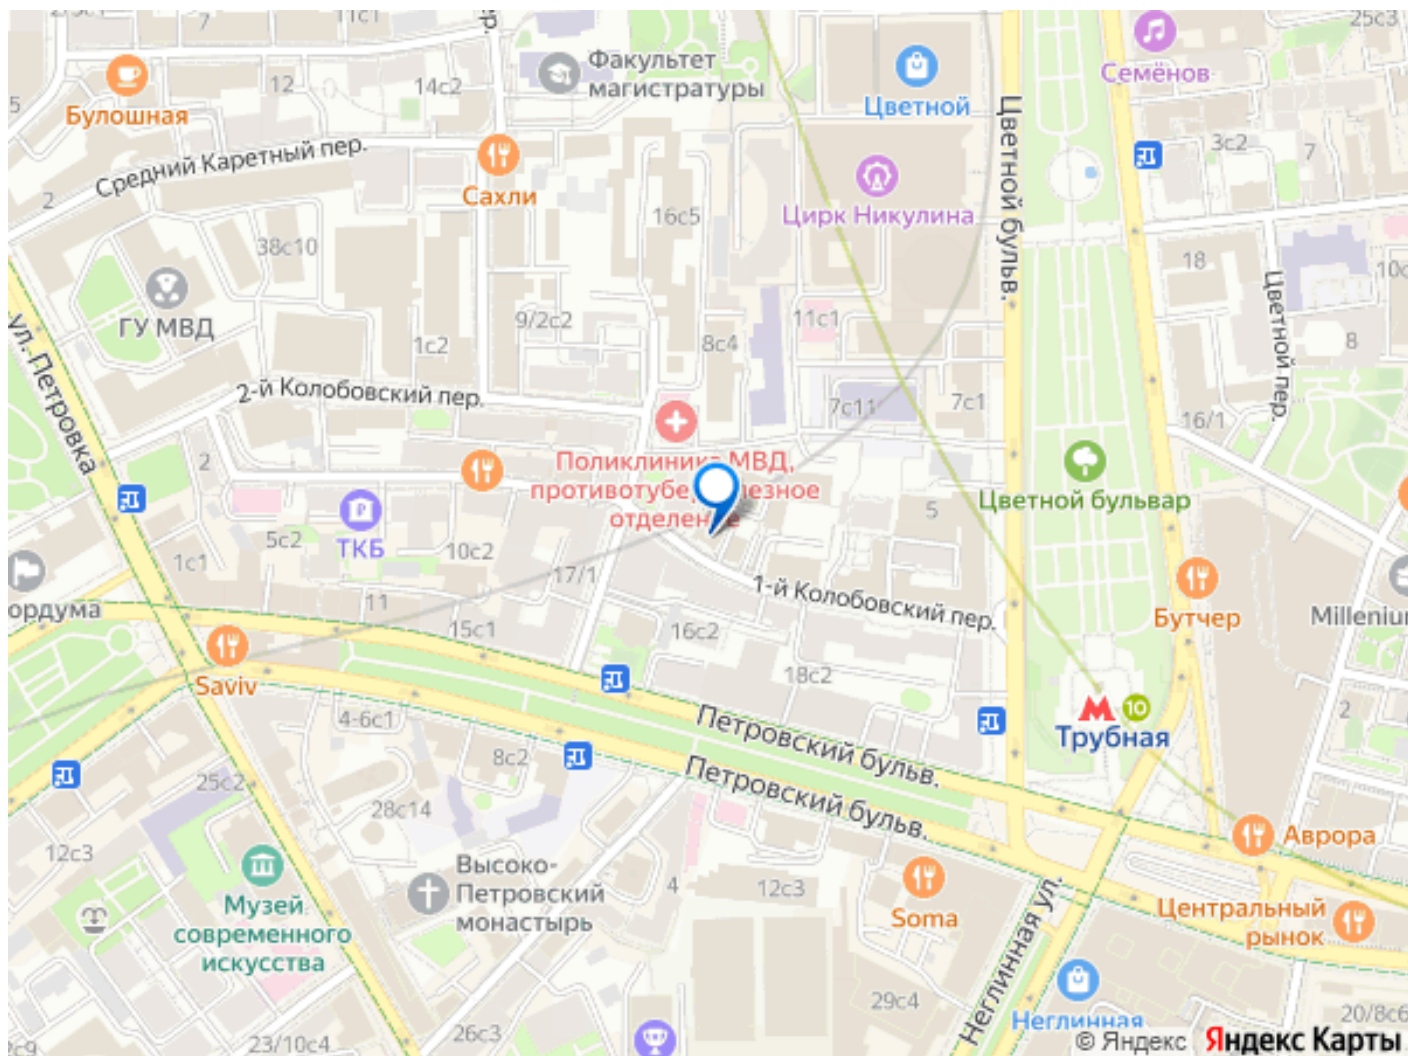 7
11с1
25с3
Факультет
магистратуры
Семёнов
12
14с2
Булошная
Цветной
3с2
7
Средний Каретный пер.
Цветной бульв.
2
Сахли
16с5
Цирк Никулина
38с10
18
ГУ МВД
9/2с2
11с1
1с2
8с4
Цветной пер.
8
ул. Петровка
2-й Колобовский пер.
7с11
7с1
16/1
2
Поликлиника МВД,
отделение
Цветной бульвар
5
ТКБ
5с2
10с2
1с1
17/1
1-й Колобовский пер.
11
15с1
16с2
Бутчер
Saviv
18с2
4-6с1
8с2
Петровский бульв.
Петровский бульв.
10
Трубная
2
25с2
28с14
12с3
Аврора
Высоко-
Петровский
монастырь
4
12с3
Soma
Музей
современного
искусства
Неглинная ул.
Центральный
рынок
29с4
26с3
23/10с4
Неглинная
20/8с6
© Яндекс Яндекс Карты